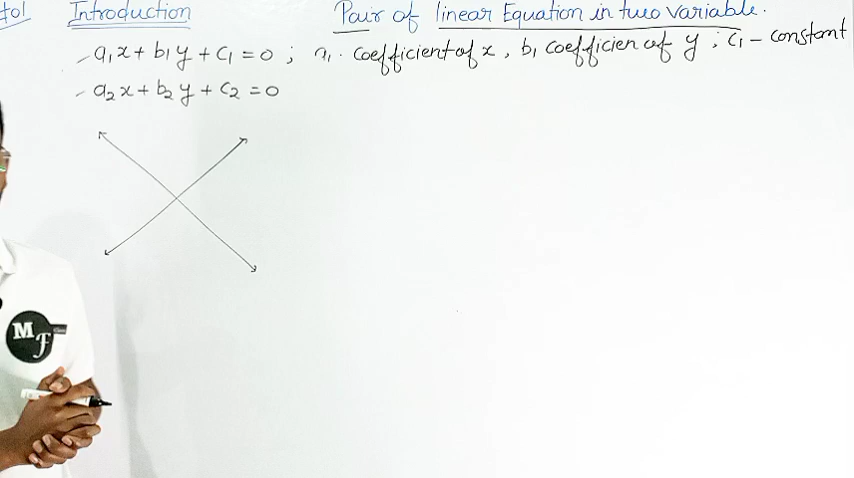 Introduction
Pair of linear Equation in two variable.
a₁x + b₁y + c₁ = 0 ; a₁ . coefficient of x , b₁ coefficien of y ; c₁ – constant
a₂x + b₂y + c₂ = 0
M
F